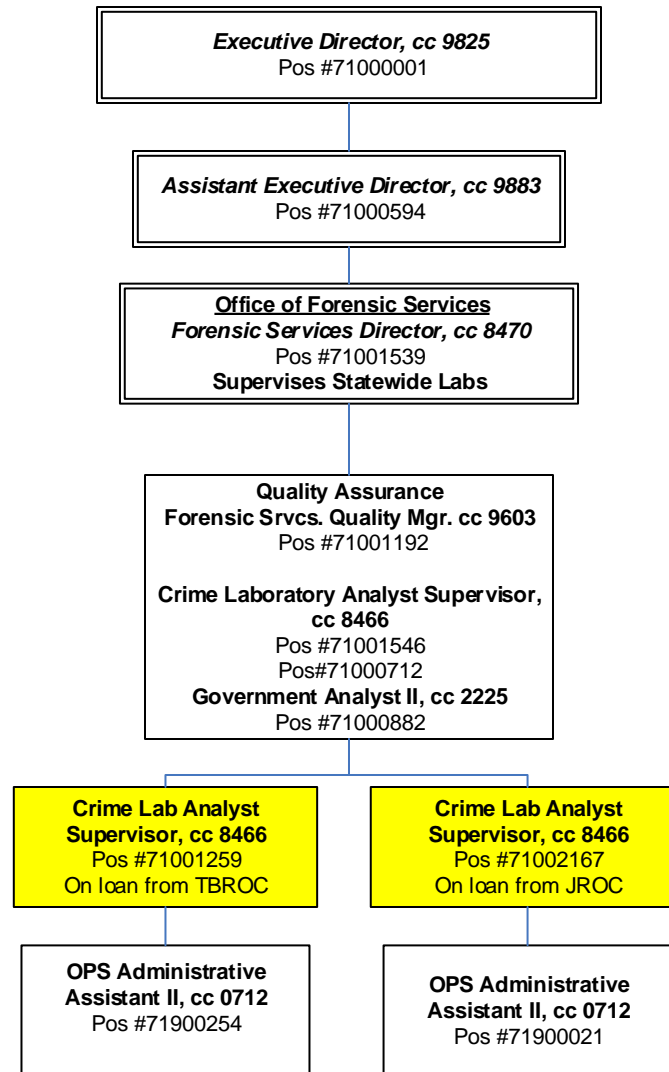 Executive Director, cc 9825
Pos #71000001
Assistant Executive Director, cc 9883
Pos #71000594
Office of Forensic Services
Forensic Services Director, cc 8470
Pos #71001539
Supervises Statewide Labs
Quality Assurance
Forensic Srvcs. Quality Mgr. cc 9603
Pos #71001192
Crime Laboratory Analyst Supervisor,
cc 8466
Pos #71001546
Pos#71000712
Government Analyst II, cc 2225
Pos #71000882
Crime Lab Analyst
Supervisor, cc 8466
Pos #71001259
On loan from TBROC
Crime Lab Analyst
Supervisor, cc 8466
Pos #71002167
On loan from JROC
OPS Administrative
Assistant II, cc 0712
Pos #71900254
OPS Administrative
Assistant II, cc 0712
Pos #71900021